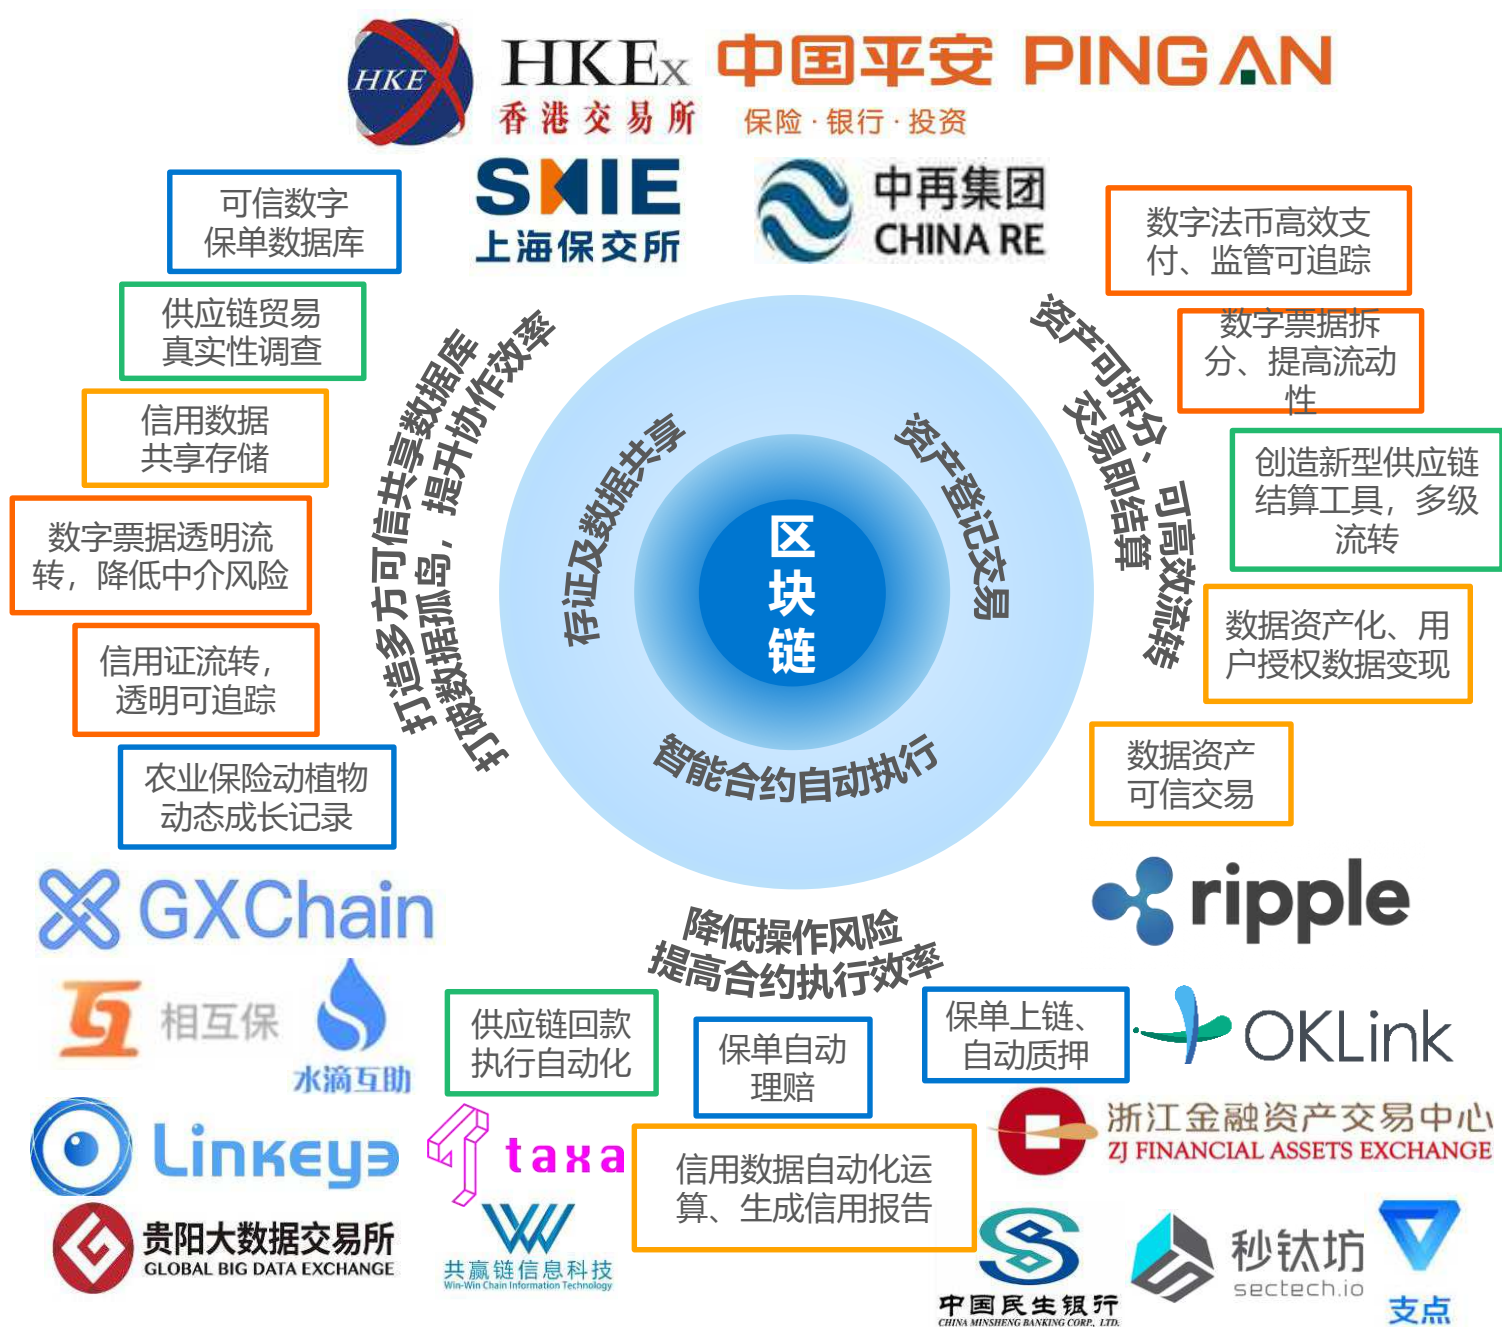 HKEX
HKEx
香港交易所
中国平安 PING AN
保险·银行·投资
SHIE
上海保交所
中再集团
CHINA RE
可信数字
保单数据库
供应链贸易
真实性调查
信用数据
共享存储
数字票据透明流
转，降低中介风险
信用证流转，
透明可追踪
农业保险动植物
动态成长记录
打造多方可信共享数据库
打破数据孤岛，提升协作效率
存证及数据共享
区
块
链
资产登记交易
智能合约自动执行
资产可拆分、可高效流转
交易即结算
数字法币高效支
付、监管可追踪
数字票据拆
分、提高流动
性
创造新型供应链
结算工具，多级
流转
数据资产化、用
户授权数据变现
数据资产
可信交易
降低操作风险
提高合约执行效率
供应链回款
执行自动化
保单自动
理赔
保单上链、
自动质押
信用数据自动化运
算、生成信用报告
GXChain
相互保
水滴互助
Linkeye
taxa
贵阳大数据交易所
GLOBAL BIG DATA EXCHANGE
共赢链信息科技
Win-Win Chain Information Technology
ripple
OKLink
浙江金融资产交易中心
ZJ FINANCIAL ASSETS EXCHANGE
中国民生银行
CHINA MINSHENG BANKING CORP., LTD.
秒钛坊
sectech.io
支点